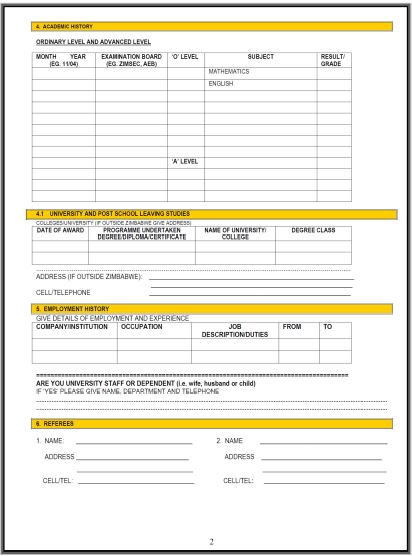 4. ACADEMIC HISTORY
ORDINARY LEVEL AND ADVANCED LEVEL
MONTH YEAR EXAMINATION BOARD 'O' LEVEL SUBJECT RESULT/
(EG. 11/04) (EG. ZIMSEC, AEB) GRADE
MATHEMATICS
ENGLISH
'A' LEVEL
4.1 UNIVERSITY AND POST SCHOOL LEAVING STUDIES
COLLEGES/UNIVERSITY (IF OUTSIDE ZIMBABWE GIVE ADDRESS)
DATE OF AWARD PROGRAMME UNDERTAKEN NAME OF UNIVERSITY/ DEGREE CLASS
DEGREE/DIPLOMA/CERTIFICATE COLLEGE
ADDRESS (IF OUTSIDE ZIMBABWE):
CELL/TELEPHONE
5. EMPLOYMENT HISTORY
GIVE DETAILS OF EMPLOYMENT AND EXPERIENCE
COMPANY/INSTITUTION OCCUPATION JOB FROM TO
DESCRIPTION/DUTIES
ARE YOU UNIVERSITY STAFF OR DEPENDENT (i.e. wife, husband or child)
IF 'YES' PLEASE GIVE NAME, DEPARTMENT AND TELEPHONE
6. REFEREES
1. NAME: 2. NAME
ADDRESS ADDRESS
CELL/TEL: CELL/TEL:
2